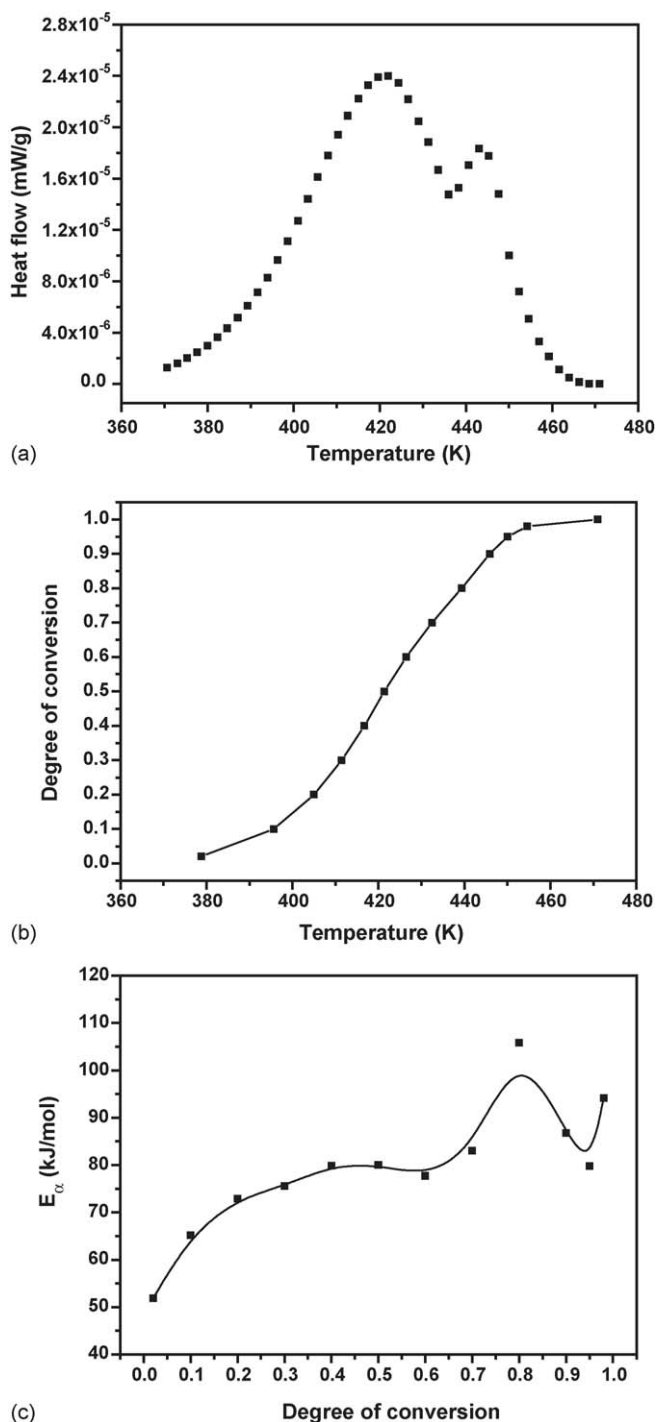 2.8x10⁻⁵
2.4x10⁻⁵
2.0x10⁻⁵
1.6x10⁻⁵
1.2x10⁻⁵
8.0x10⁻⁶
4.0x10⁻⁶
0.0
Heat flow (mW/g)
360 380 400 420 440 460 480
Temperature (K)
(a)
1.0
0.9
0.8
0.7
0.6
0.5
0.4
0.3
0.2
0.1
0.0
Degree of conversion
360 380 400 420 440 460 480
Temperature (K)
(b)
120
110
100
90
80
70
60
50
40
Eα (kJ/mol)
0.0 0.1 0.2 0.3 0.4 0.5 0.6 0.7 0.8 0.9 1.0
Degree of conversion
(c)